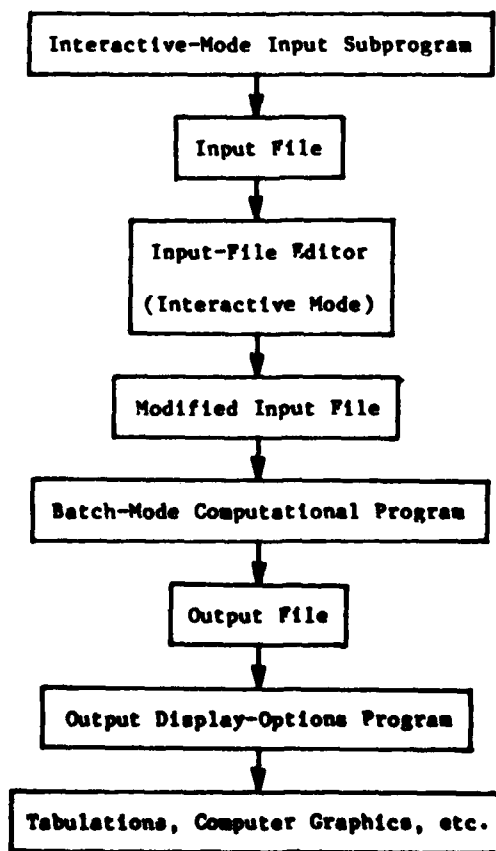 Interactive-Mode Input Subprogram
Input File
Input-File Editor
(Interactive Mode)
Modified Input File
Batch-Mode Computational Program
Output File
Output Display-Options Program
Tabulations, Computer Graphics, etc.